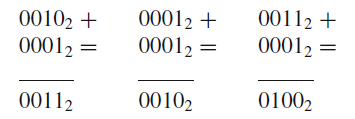 0010₂ + 0001₂ + 0011₂ +
0001₂ = 0001₂ = 0001₂ =
0011₂ 0010₂ 0100₂